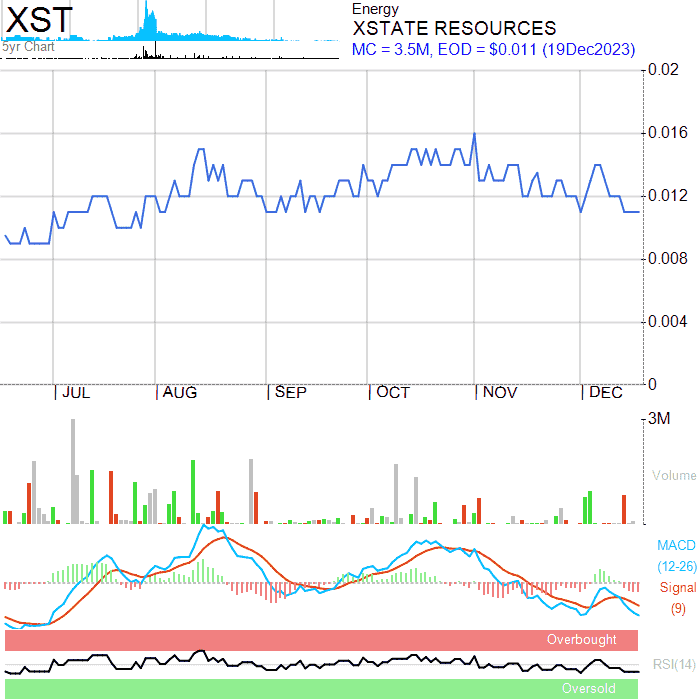 XST
5yr Chart
Energy
XSTATE RESOURCES
MC = 3.5M, EOD = $0.011 (19Dec2023)
0.02
0.016
0.012
0.008
0.004
0
JUL AUG SEP OCT NOV DEC
3M
Volume
MACD
(12-26)
Signal
(9)
Overbought
RSI(14)
Oversold